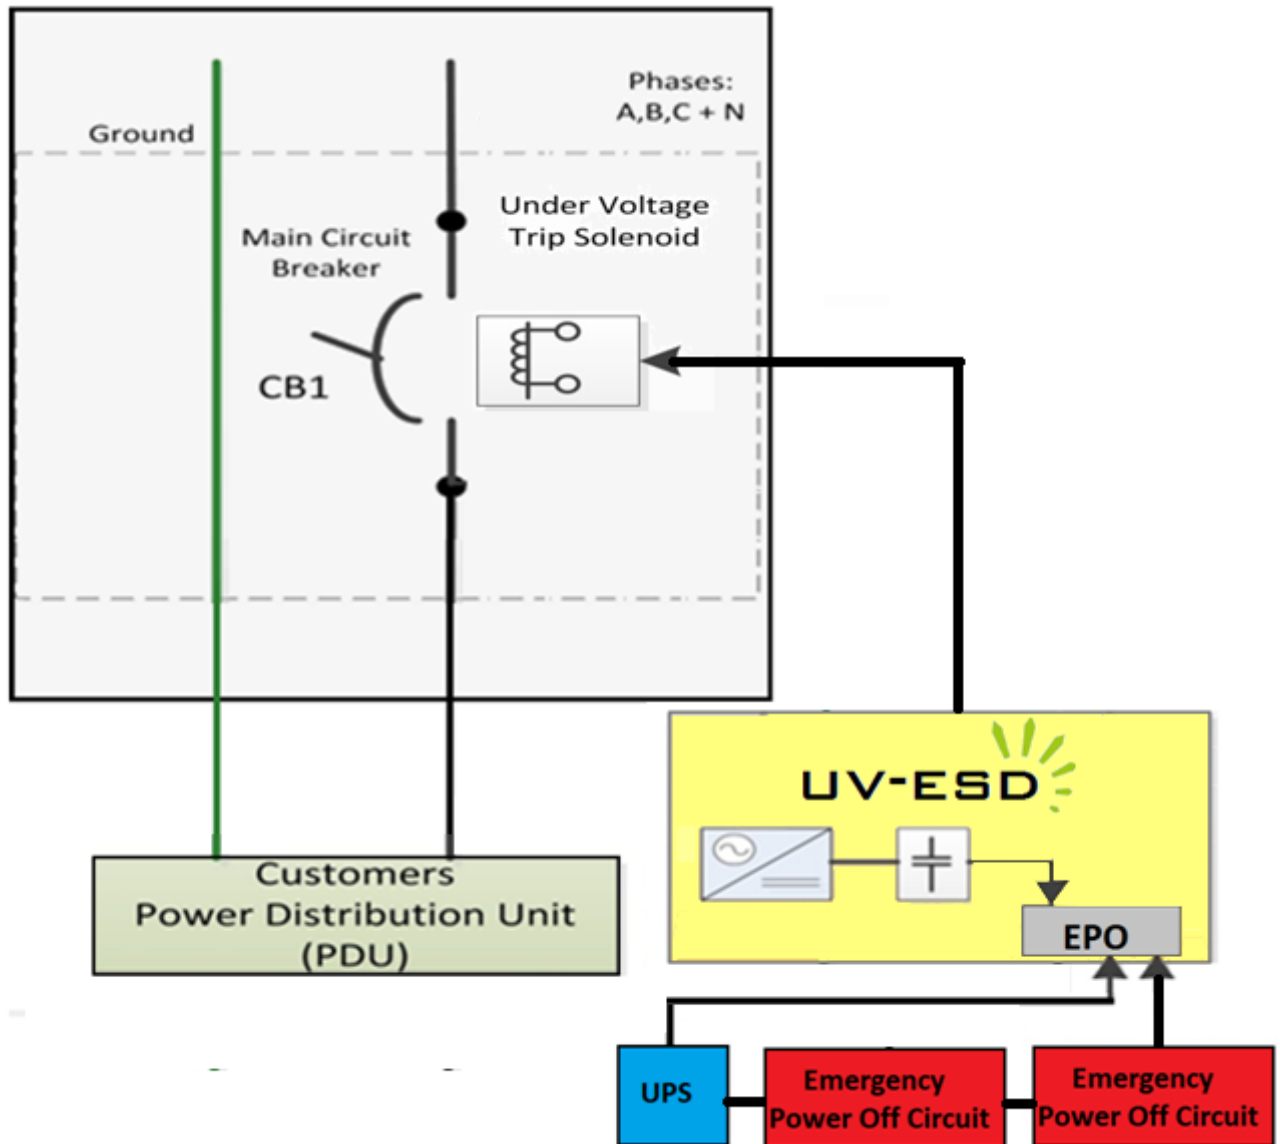 Phases:
A,B,C + N
Ground
Under Voltage
Trip Solenoid
Main Circuit
Breaker
CB1
UV-ESD
Customers
Power Distribution Unit
(PDU)
EPO
UPS
Emergency
Power Off Circuit
Emergency
Power Off Circuit